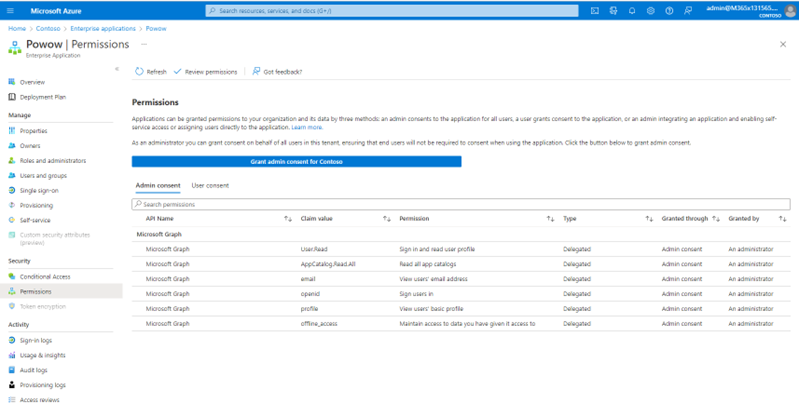 Microsoft Azure
Search resources, services, and docs (G+/)
admin@M365x131565....
CONTOSO
Home > Contoso > Enterprise applications > Powow
Powow | Permissions ...
Enterprise Application
Overview
Deployment Plan
Manage
Properties
Owners
Roles and administrators
Users and groups
Single sign-on
Provisioning
Self-service
Custom security attributes
(preview)
Security
Conditional Access
Permissions
Token encryption
Activity
Sign-in logs
Usage & insights
Audit logs
Provisioning logs
Access reviews
Refresh Review permissions Got feedback?
Permissions
Applications can be granted permissions to your organization and its data by three methods: an admin consents to the application for all users, a user grants consent to the application, or an admin integrating an application and enabling self-
service access or assigning users directly to the application. Learn more.
As an administrator you can grant consent on behalf of all users in this tenant, ensuring that end users will not be required to consent when using the application. Click the button below to grant admin consent.
Grant admin consent for Contoso
Admin consent User consent
Search permissions
API Name Claim value Permission Type Granted through Granted by
Microsoft Graph
Microsoft Graph User.Read Sign in and read user profile Delegated Admin consent An administrator
Microsoft Graph AppCatalog.Read.All Read all app catalogs Delegated Admin consent An administrator
Microsoft Graph email View users' email address Delegated Admin consent An administrator
Microsoft Graph openid Sign users in Delegated Admin consent An administrator
Microsoft Graph profile View users' basic profile Delegated Admin consent An administrator
Microsoft Graph offline_access Maintain access to data you have given it access to Delegated Admin consent An administrator